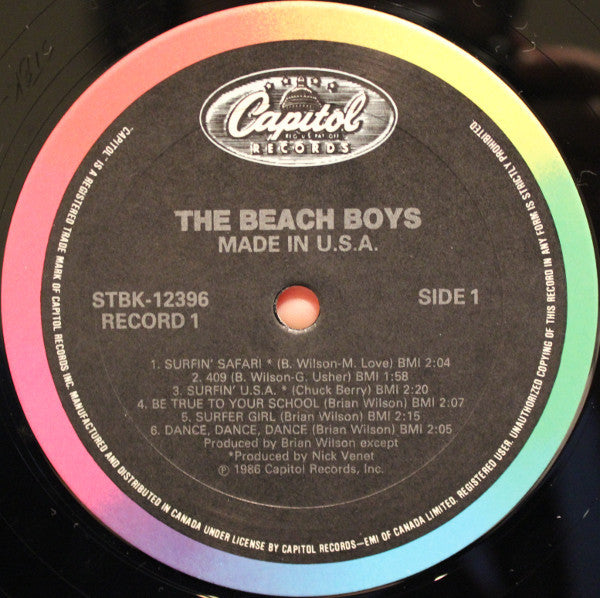 Capitol
REG. U.S. PAT. OFF.
RECORDS
THE BEACH BOYS
MADE IN U.S.A.
STBK-12396
SIDE 1
RECORD 1
1. SURFIN' SAFARI * (B. Wilson-M. Love) BMI 2:04
2. 409 (B. Wilson-G. Usher) BMI 1:58
3. SURFIN' U.S.A. * (Chuck Berry) BMI 2:20
4. BE TRUE TO YOUR SCHOOL (Brian Wilson) BMI 2:07
5. SURFER GIRL (Brian Wilson) BMI 2:15
6. DANCE, DANCE, DANCE (Brian Wilson) BMI 2:05
Produced by Brian Wilson except
*Produced by Nick Venet
℗ 1986 Capitol Records, Inc.
"CAPITOL" IS A REGISTERED TRADE MARK OF CAPITOL RECORDS INC. MANUFACTURED AND DISTRIBUTED IN CANADA UNDER LICENSE BY CAPITOL RECORDS—EMI OF CANADA LIMITED. REGISTERED USER. UNAUTHORIZED COPYING OF THIS RECORD IN ANY FORM IS STRICTLY PROHIBITED.